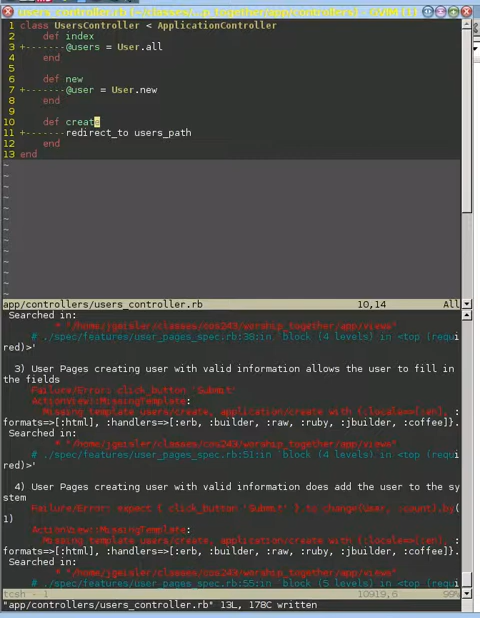 users_controller.rb (~/classes/...p_together/app/controllers) - GVIM (1)
1 class UsersController < ApplicationController
2     def index
3 +-------@users = User.all
4     end
5
6     def new
7 +-------@user = User.new
8     end
9
10     def create
11 +-------redirect_to users_path
12     end
13 end
~
~
~
~
~
~
~
~
~
~
app/controllers/users_controller.rb 10,14 All
Searched in:
* "/home/jgeisler/classes/cos243/worship_together/app/views"
# ./spec/features/user_pages_spec.rb:38:in `block (4 levels) in <top (requi
red)>'
3) User Pages creating user with valid information allows the user to fill in
the fields
Failure/Error: click_button 'Submit'
ActionView::MissingTemplate:
Missing template users/create, application/create with {:locale=>[:en], :
formats=>[:html], :handlers=>[:erb, :builder, :raw, :ruby, :jbuilder, :coffee]}.
Searched in:
* "/home/jgeisler/classes/cos243/worship_together/app/views"
# ./spec/features/user_pages_spec.rb:51:in `block (4 levels) in <top (requi
red)>'
4) User Pages creating user with valid information does add the user to the sy
stem
Failure/Error: expect { click_button 'Submit' }.to change(User, :count).by(
1)
ActionView::MissingTemplate:
Missing template users/create, application/create with {:locale=>[:en], :
formats=>[:html], :handlers=>[:erb, :builder, :raw, :ruby, :jbuilder, :coffee]}.
Searched in:
* "/home/jgeisler/classes/cos243/worship_together/app/views"
# ./spec/features/user_pages_spec.rb:55:in `block (5 levels) in <top (requi
tcsh - 1 10919,6 99%
"app/controllers/users_controller.rb" 13L, 178C written